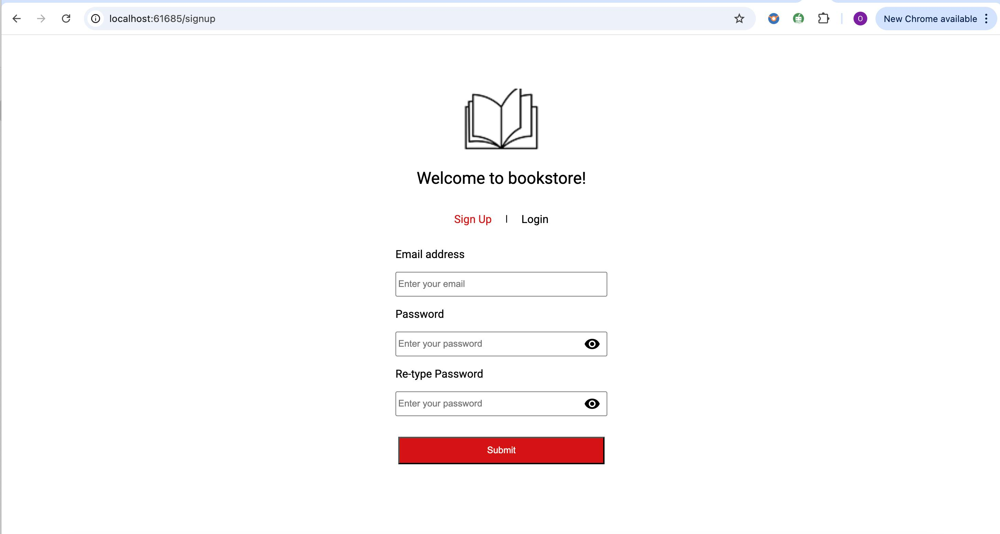 localhost:61685/signup
O
New Chrome available
Welcome to bookstore!
Sign Up | Login
Email address
Enter your email
Password
Enter your password
Re-type Password
Enter your password
Submit